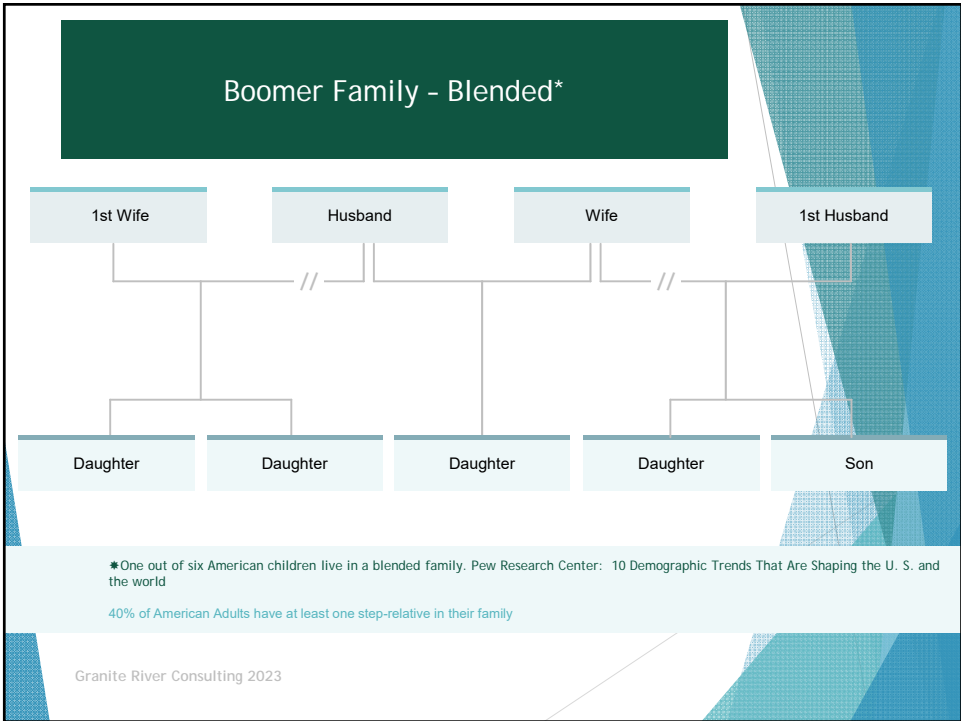 Boomer Family - Blended*
1st Wife
Husband
Wife
1st Husband
//
//
Daughter
Daughter
Daughter
Daughter
Son
✱One out of six American children live in a blended family. Pew Research Center: 10 Demographic Trends That Are Shaping the U. S. and
the world
40% of American Adults have at least one step-relative in their family
Granite River Consulting 2023